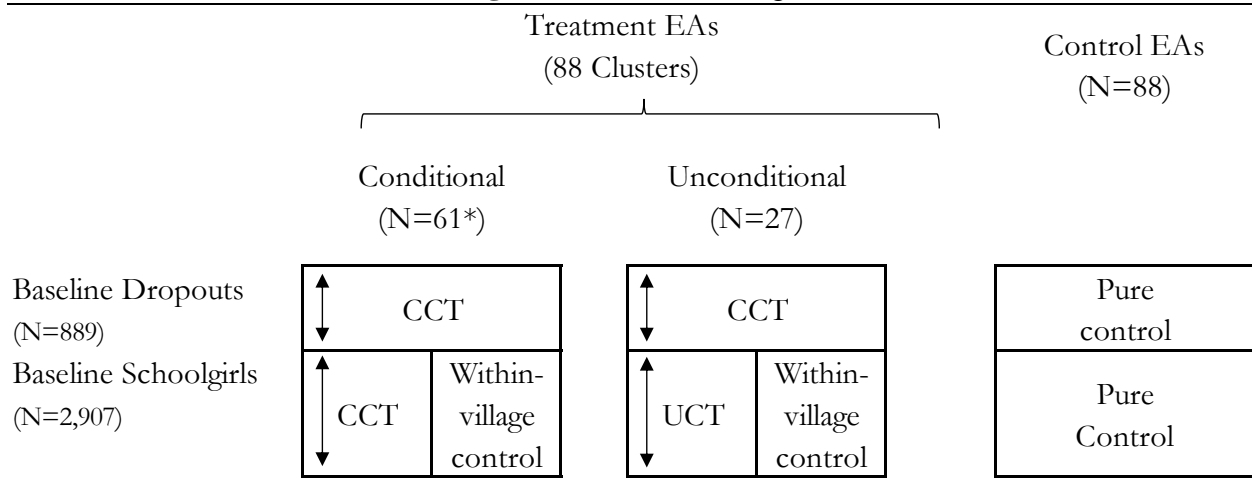 Treatment EAs
(88 Clusters)
Control EAs
(N=88)
Conditional
(N=61*)
Unconditional
(N=27)
Baseline Dropouts
(N=889)
CCT
CCT
Pure
control
Baseline Schoolgirls
(N=2,907)
CCT
Within-
village
control
UCT
Within-
village
control
Pure
Control